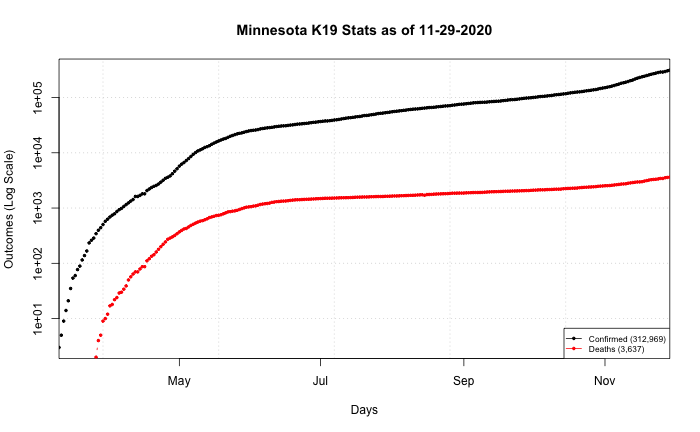 Minnesota K19 Stats as of 11-29-2020
Outcomes (Log Scale)
1e+05
1e+04
1e+03
1e+02
1e+01
Confirmed (312,969)
Deaths (3,637)
May Jul Sep Nov
Days